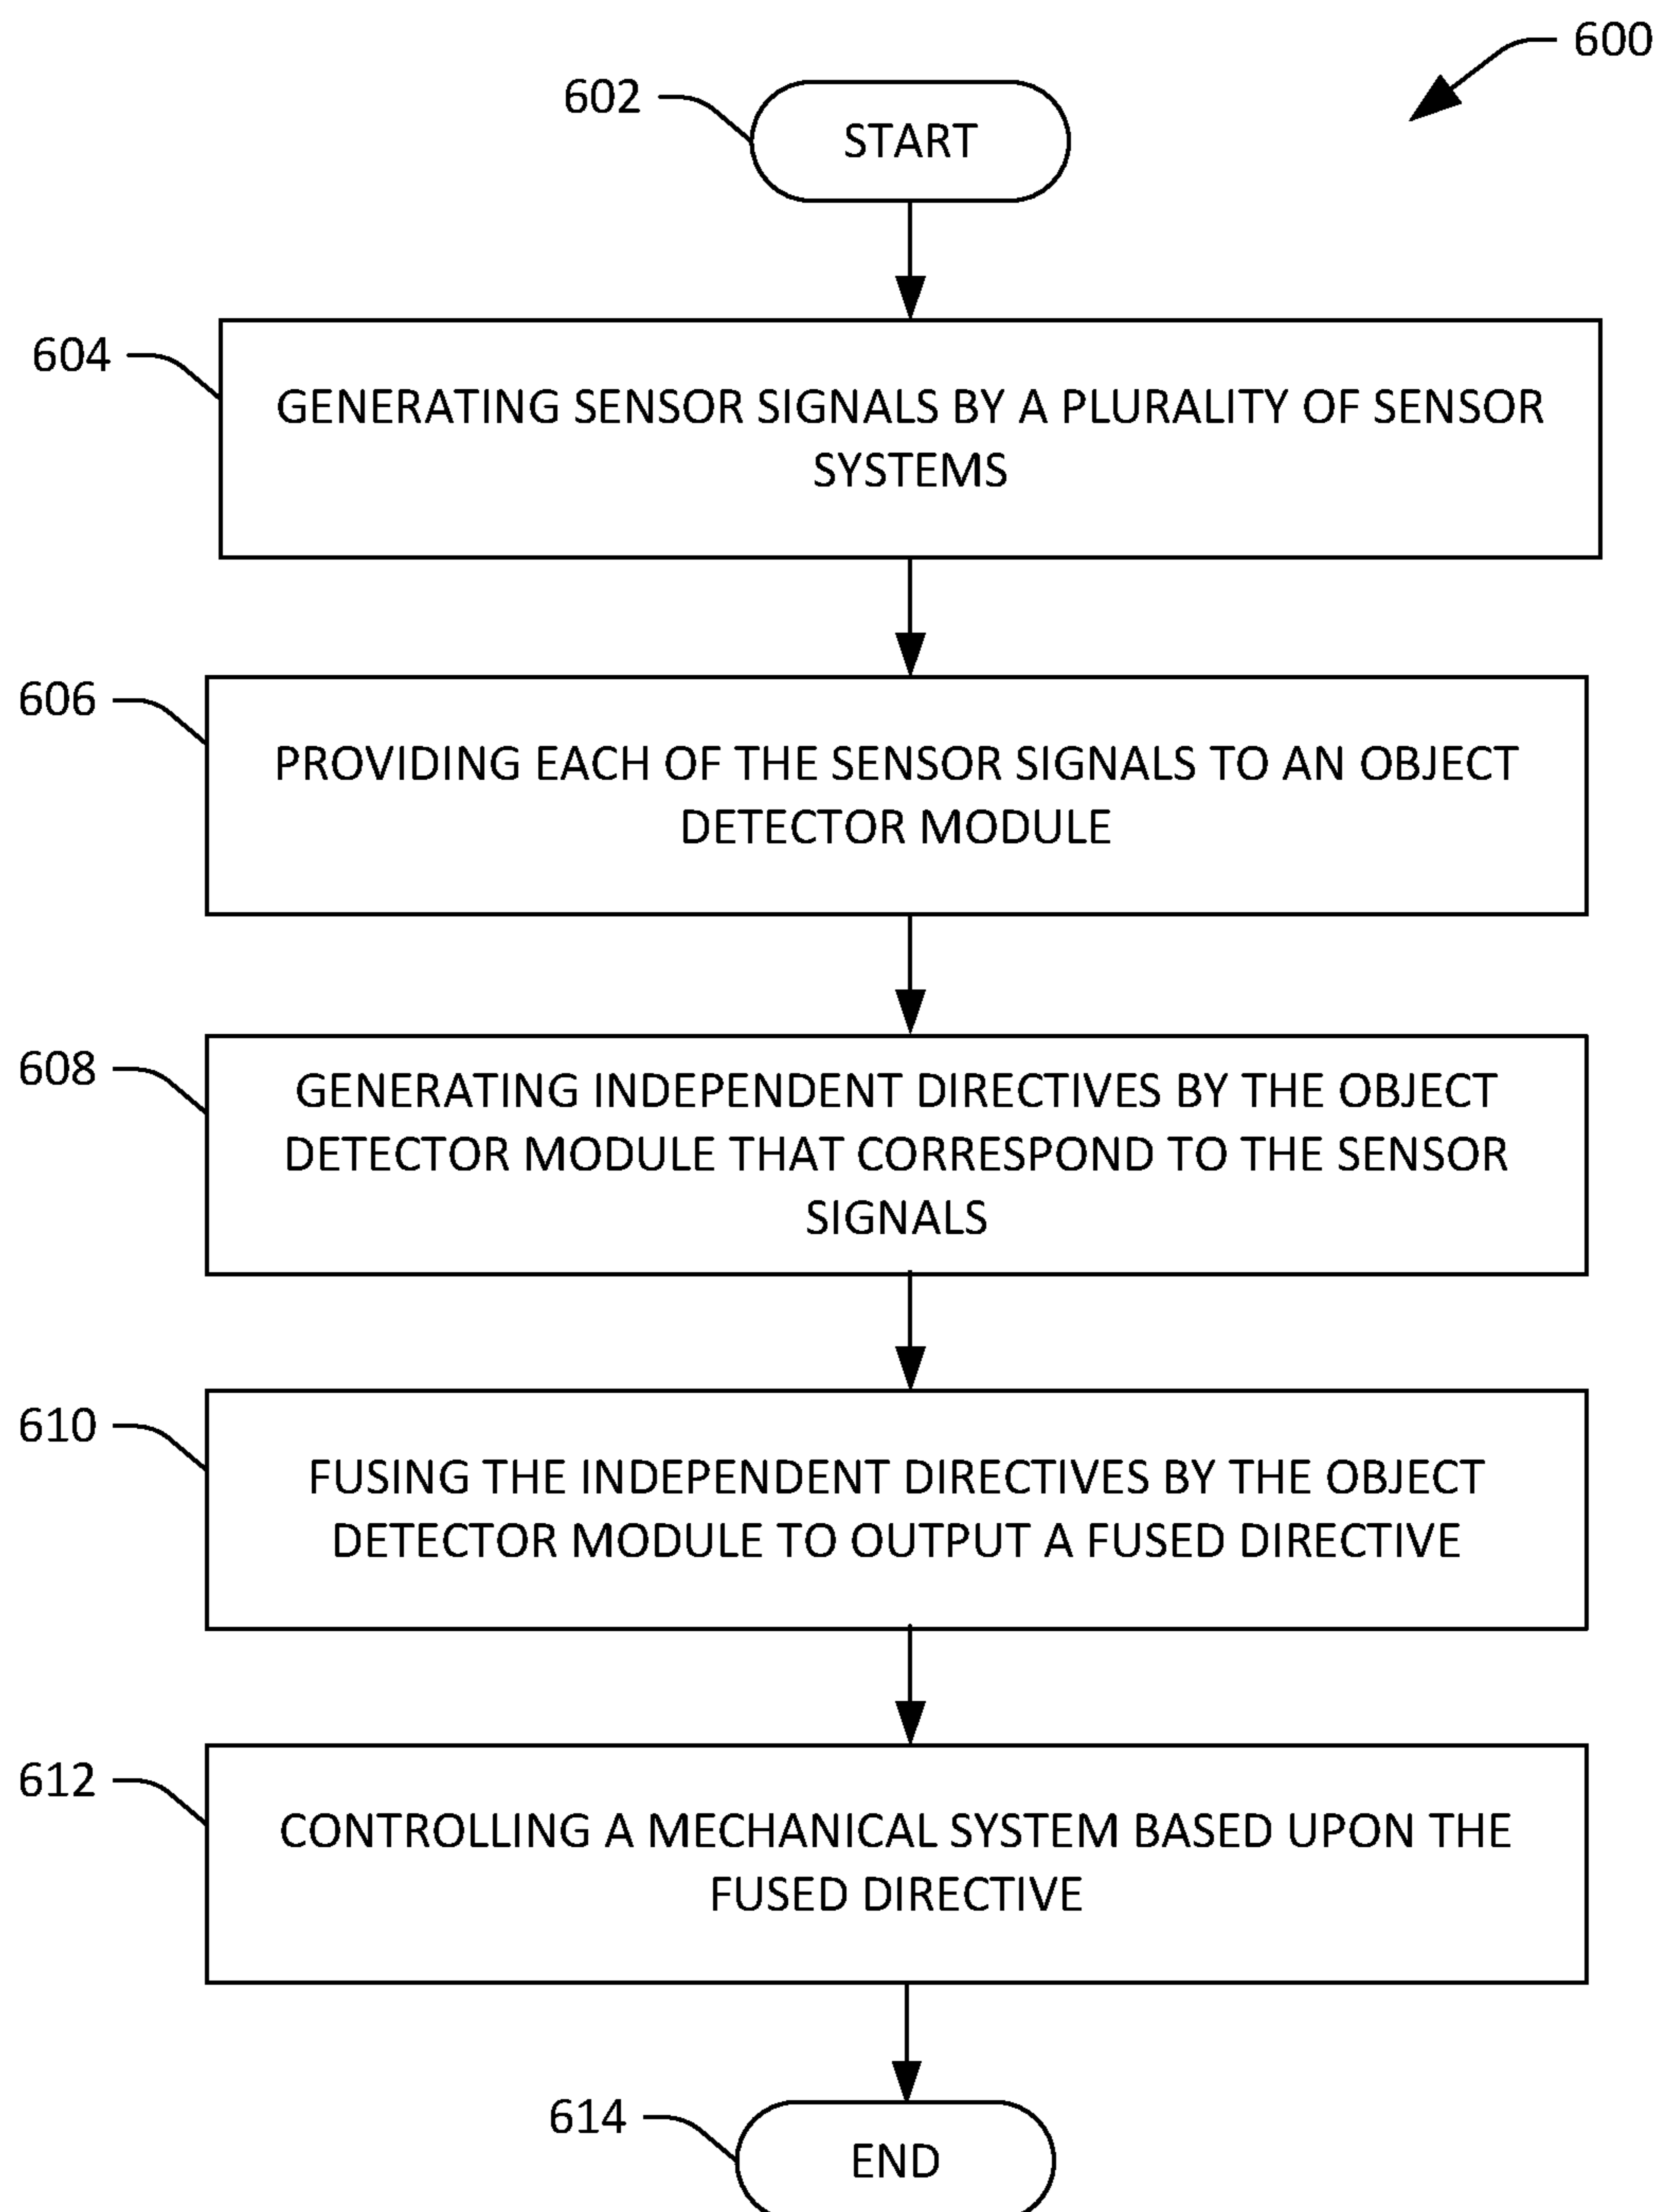 600
602
START
604
GENERATING SENSOR SIGNALS BY A PLURALITY OF SENSOR
SYSTEMS
606
PROVIDING EACH OF THE SENSOR SIGNALS TO AN OBJECT
DETECTOR MODULE
608
GENERATING INDEPENDENT DIRECTIVES BY THE OBJECT
DETECTOR MODULE THAT CORRESPOND TO THE SENSOR
SIGNALS
610
FUSING THE INDEPENDENT DIRECTIVES BY THE OBJECT
DETECTOR MODULE TO OUTPUT A FUSED DIRECTIVE
612
CONTROLLING A MECHANICAL SYSTEM BASED UPON THE
FUSED DIRECTIVE
614
END